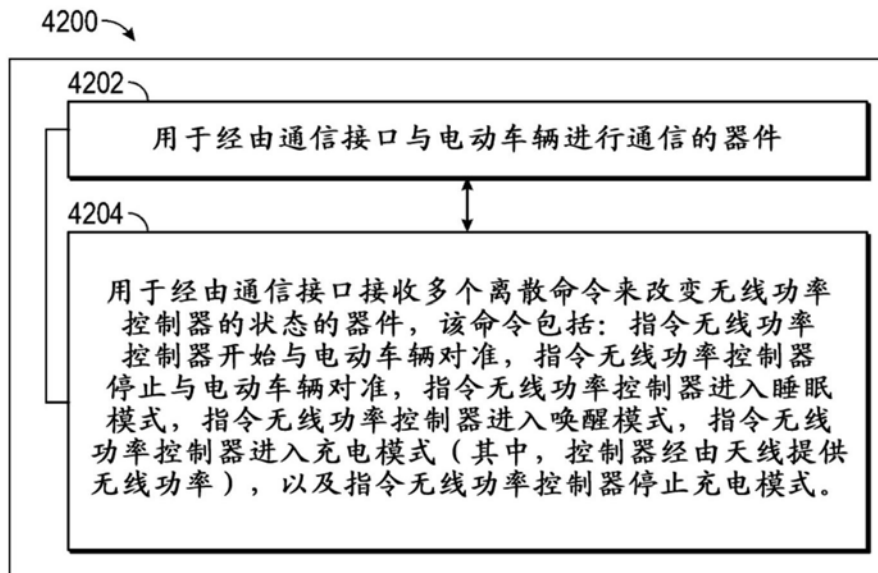 4200
4202
用于经由通信接口与电动车辆进行通信的器件
4204
用于经由通信接口接收多个离散命令来改变无线功率
控制器的状态的器件，该命令包括：指令无线功率
控制器开始与电动车辆对准，指令无线功率控制器
停止与电动车辆对准，指令无线功率控制器进入睡眠
模式，指令无线功率控制器进入唤醒模式，指令无线
功率控制器进入充电模式（其中，控制器经由天线提供
无线功率），以及指令无线功率控制器停止充电模式。